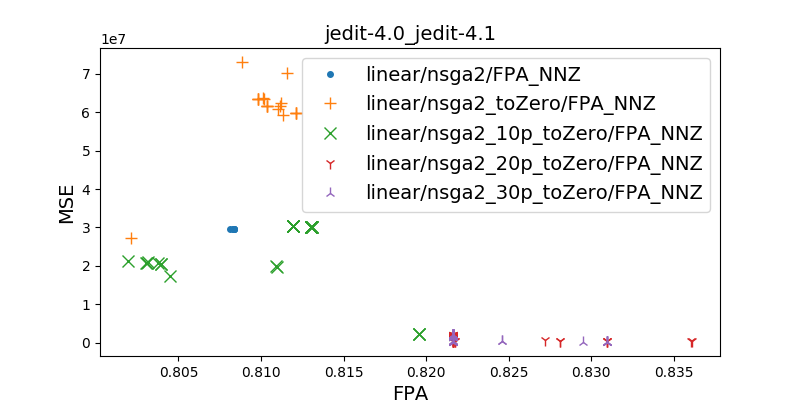 jedit-4.0_jedit-4.1
1e7
MSE
7
6
5
4
3
2
1
0
linear/nsga2/FPA_NNZ
linear/nsga2_toZero/FPA_NNZ
linear/nsga2_10p_toZero/FPA_NNZ
linear/nsga2_20p_toZero/FPA_NNZ
linear/nsga2_30p_toZero/FPA_NNZ
0.805 0.810 0.815 0.820 0.825 0.830 0.835
FPA